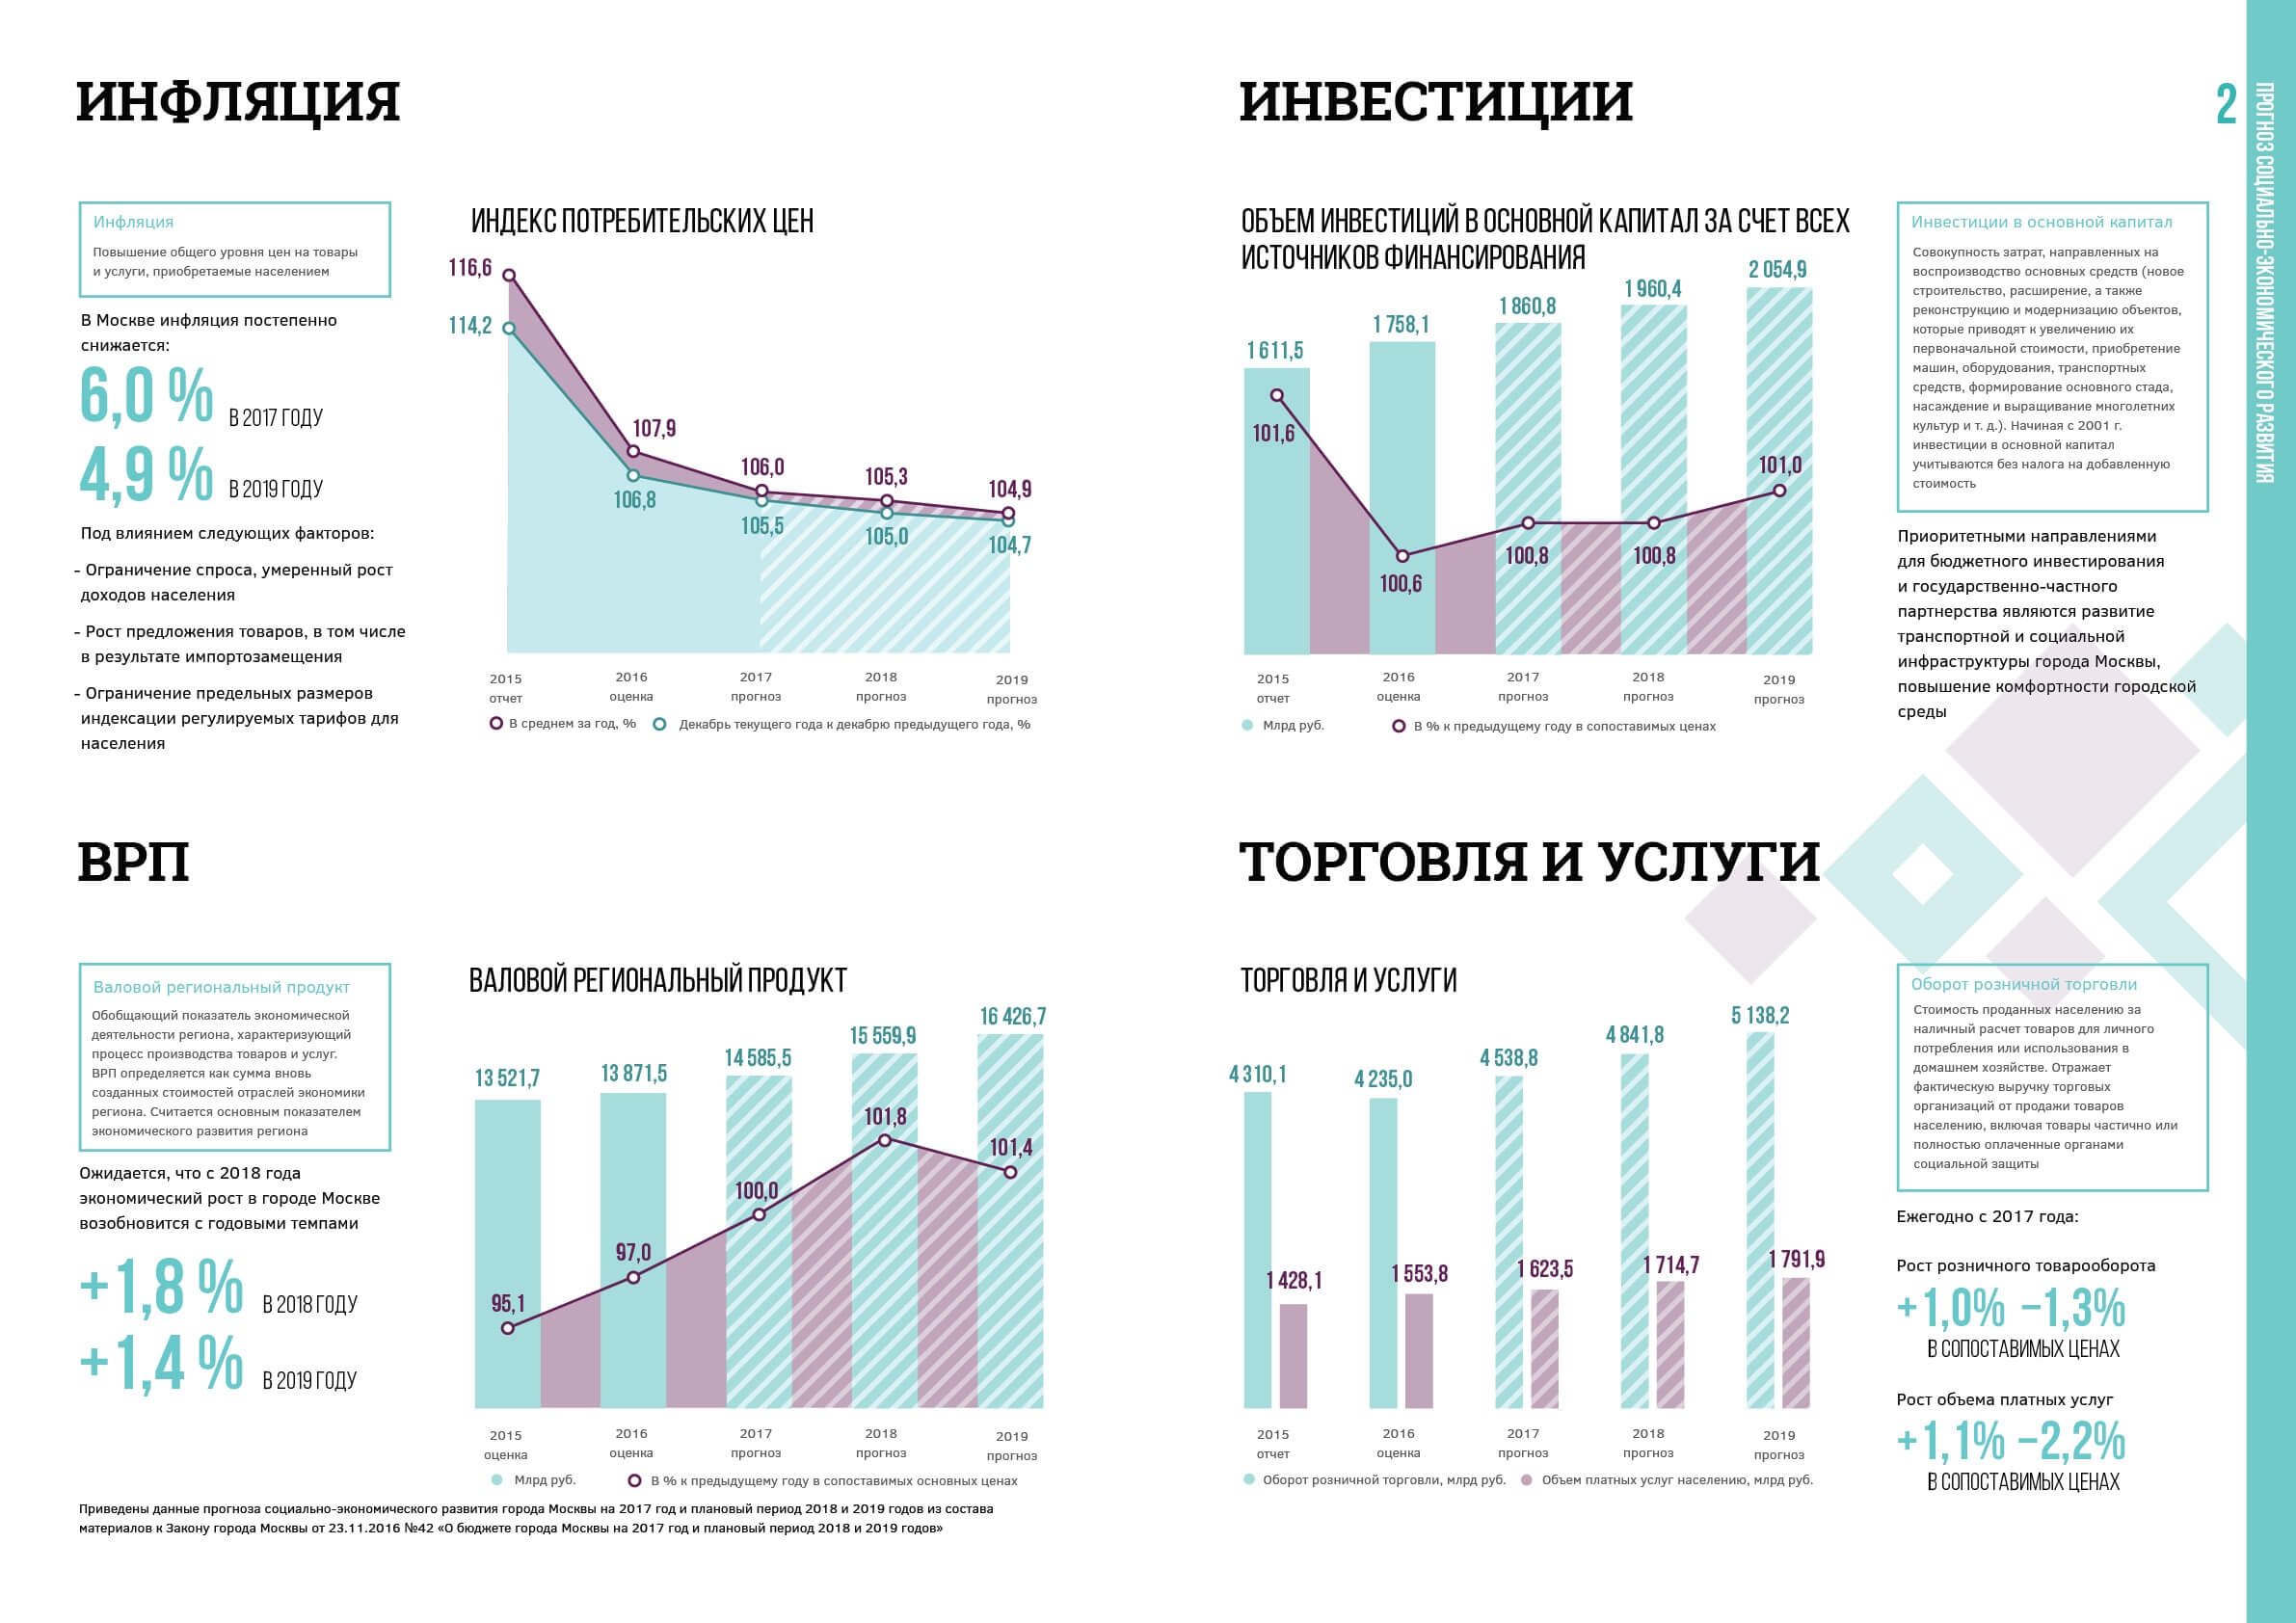 ИНФЛЯЦИЯ
Инфляция
Повышение общего уровня цен на товары
и услуги, приобретаемые населением
В Москве инфляция постепенно
снижается:
6,0 % В 2017 ГОДУ
4,9 % В 2019 ГОДУ
Под влиянием следующих факторов:
- Ограничение спроса, умеренный рост
доходов населения
- Рост предложения товаров, в том числе
в результате импортозамещения
- Ограничение предельных размеров
индексации регулируемых тарифов для
населения
ИНДЕКС ПОТРЕБИТЕЛЬСКИХ ЦЕН
116,6
114,2
107,9
106,8
106,0
105,5
105,3
105,0
104,9
104,7
2015 2016 2017 2018 2019
отчет оценка прогноз прогноз прогноз
В среднем за год, % Декабрь текущего года к декабрю предыдущего года, %
ИНВЕСТИЦИИ
ОБЪЕМ ИНВЕСТИЦИЙ В ОСНОВНОЙ КАПИТАЛ ЗА СЧЕТ ВСЕХ
ИСТОЧНИКОВ ФИНАНСИРОВАНИЯ
1 611,5 1 758,1 1 860,8 1 960,4 2 054,9
101,6 100,6 100,8 100,8 101,0
2015 2016 2017 2018 2019
отчет оценка прогноз прогноз прогноз
Млрд руб. В % к предыдущему году в сопоставимых ценах
Инвестиции в основной капитал
Совокупность затрат, направленных на
воспроизводство основных средств (новое
строительство, расширение, а также
реконструкцию и модернизацию объектов,
которые приводят к увеличению их
первоначальной стоимости, приобретение
машин, оборудования, транспортных
средств, формирование основного стада,
насаждение и выращивание многолетних
культур и т. д.). Начиная с 2001 г.
инвестиции в основной капитал
учитываются без налога на добавленную
стоимость
Приоритетными направлениями
для бюджетного инвестирования
и государственно-частного
партнерства являются развитие
транспортной и социальной
инфраструктуры города Москвы,
повышение комфортности городской
среды
2
ПРОГНОЗ СОЦИАЛЬНО-ЭКОНОМИЧЕСКОГО РАЗВИТИЯ
ВРП
Валовой региональный продукт
Обобщающий показатель экономической
деятельности региона, характеризующий
процесс производства товаров и услуг.
ВРП определяется как сумма вновь
созданных стоимостей отраслей экономики
региона. Считается основным показателем
экономического развития региона
Ожидается, что с 2018 года
экономический рост в городе Москве
возобновится с годовыми темпами
+1,8 % В 2018 ГОДУ
+1,4 % В 2019 ГОДУ
ВАЛОВОЙ РЕГИОНАЛЬНЫЙ ПРОДУКТ
13 521,7 13 871,5 14 585,5 15 559,9 16 426,7
95,1 97,0 100,0 101,8 101,4
2015 2016 2017 2018 2019
оценка оценка прогноз прогноз прогноз
Млрд руб. В % к предыдущему году в сопоставимых основных ценах
Приведены данные прогноза социально-экономического развития города Москвы на 2017 год и плановый период 2018 и 2019 годов из состава
материалов к Закону города Москвы от 23.11.2016 №42 «О бюджете города Москвы на 2017 год и плановый период 2018 и 2019 годов»
ТОРГОВЛЯ И УСЛУГИ
ТОРГОВЛЯ И УСЛУГИ
4 310,1 4 235,0 4 538,8 4 841,8 5 138,2
1 428,1 1 553,8 1 623,5 1 714,7 1 791,9
2015 2016 2017 2018 2019
отчет оценка прогноз прогноз прогноз
Оборот розничной торговли, млрд руб. Объем платных услуг населению, млрд руб.
Оборот розничной торговли
Стоимость проданных населению за
наличный расчет товаров для личного
потребления или использования в
домашнем хозяйстве. Отражает
фактическую выручку торговых
организаций от продажи товаров
населению, включая товары частично или
полностью оплаченные органами
социальной защиты
Ежегодно с 2017 года:
Рост розничного товарооборота
+1,0% –1,3%
В СОПОСТАВИМЫХ ЦЕНАХ
Рост объема платных услуг
+1,1% –2,2%
В СОПОСТАВИМЫХ ЦЕНАХ